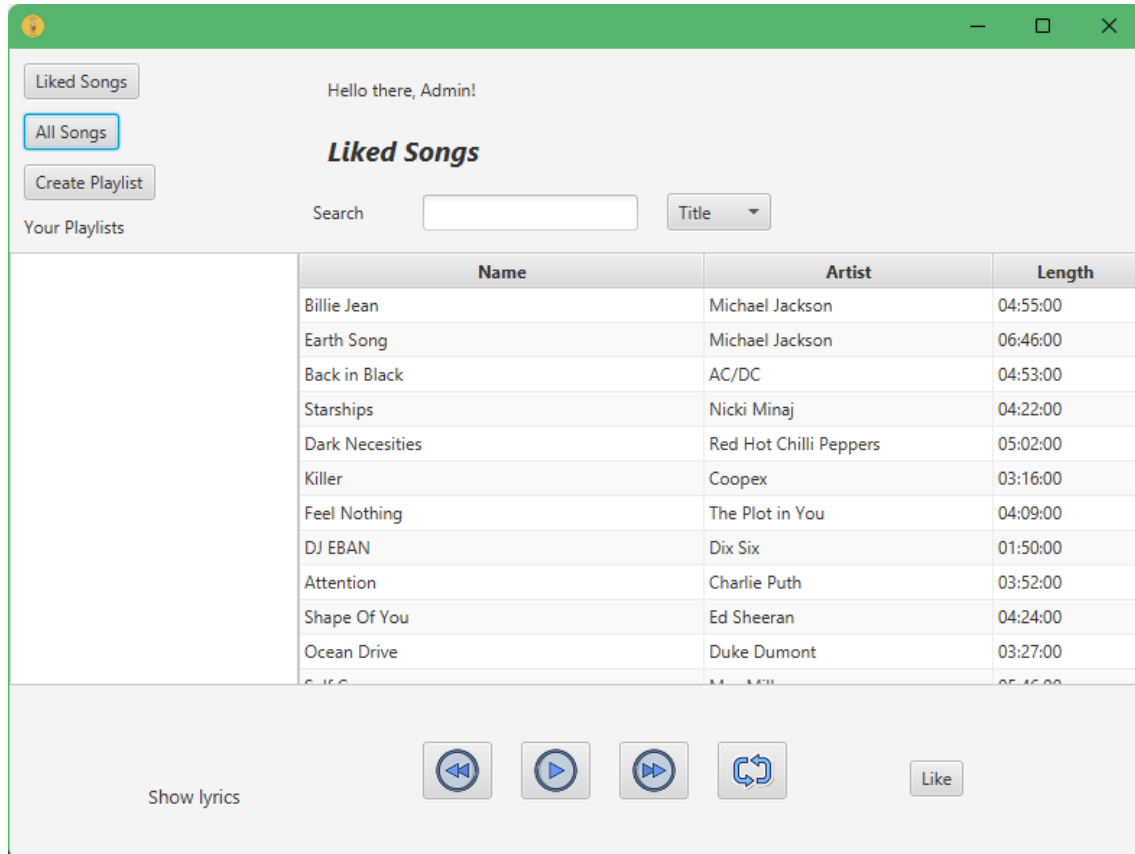 Liked Songs
All Songs
Create Playlist
Your Playlists
Hello there, Admin!
Liked Songs
Search
Title
Name Artist Length
Billie Jean Michael Jackson 04:55:00
Earth Song Michael Jackson 06:46:00
Back in Black AC/DC 04:53:00
Starships Nicki Minaj 04:22:00
Dark Necesities Red Hot Chilli Peppers 05:02:00
Killer Coopex 03:16:00
Feel Nothing The Plot in You 04:09:00
DJ EBAN Dix Six 01:50:00
Attention Charlie Puth 03:52:00
Shape Of You Ed Sheeran 04:24:00
Ocean Drive Duke Dumont 03:27:00
Show lyrics
Like